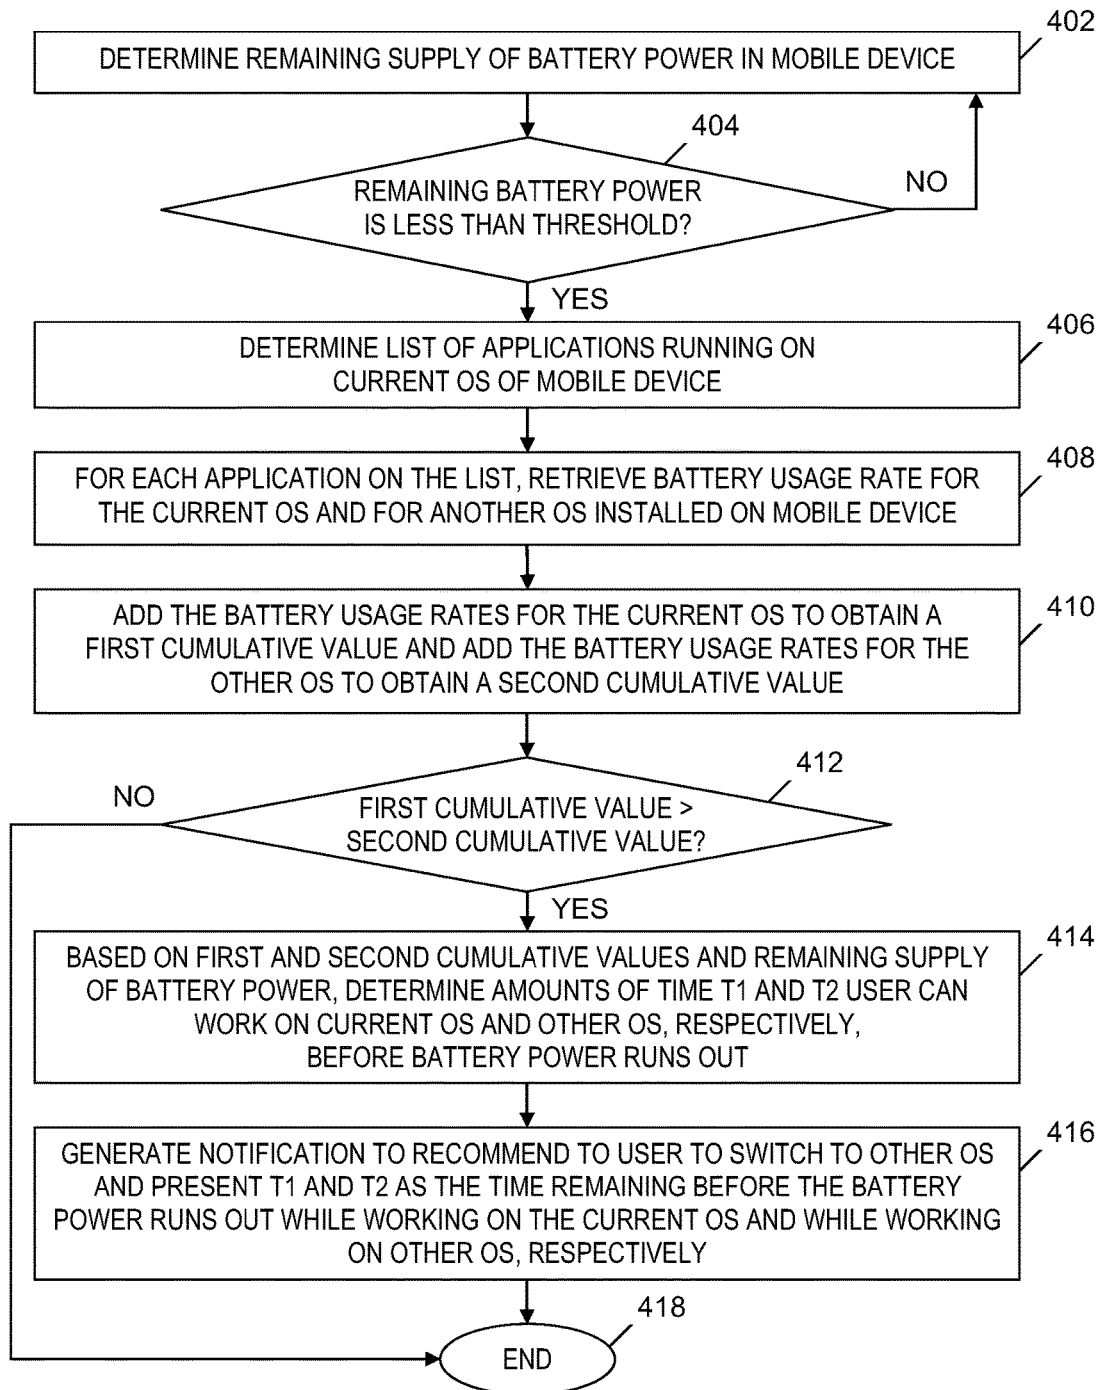 402
DETERMINE REMAINING SUPPLY OF BATTERY POWER IN MOBILE DEVICE
404
REMAINING BATTERY POWER
IS LESS THAN THRESHOLD?
NO
YES
406
DETERMINE LIST OF APPLICATIONS RUNNING ON
CURRENT OS OF MOBILE DEVICE
408
FOR EACH APPLICATION ON THE LIST, RETRIEVE BATTERY USAGE RATE FOR
THE CURRENT OS AND FOR ANOTHER OS INSTALLED ON MOBILE DEVICE
410
ADD THE BATTERY USAGE RATES FOR THE CURRENT OS TO OBTAIN A
FIRST CUMULATIVE VALUE AND ADD THE BATTERY USAGE RATES FOR THE
OTHER OS TO OBTAIN A SECOND CUMULATIVE VALUE
412
NO
FIRST CUMULATIVE VALUE >
SECOND CUMULATIVE VALUE?
YES
414
BASED ON FIRST AND SECOND CUMULATIVE VALUES AND REMAINING SUPPLY
OF BATTERY POWER, DETERMINE AMOUNTS OF TIME T1 AND T2 USER CAN
WORK ON CURRENT OS AND OTHER OS, RESPECTIVELY,
BEFORE BATTERY POWER RUNS OUT
416
GENERATE NOTIFICATION TO RECOMMEND TO USER TO SWITCH TO OTHER OS
AND PRESENT T1 AND T2 AS THE TIME REMAINING BEFORE THE BATTERY
POWER RUNS OUT WHILE WORKING ON THE CURRENT OS AND WHILE WORKING
ON OTHER OS, RESPECTIVELY
418
END